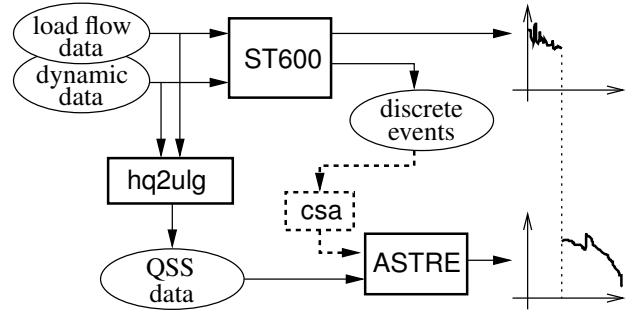 load flow
data
dynamic
data
ST600
discrete
events
hq2ulg
csa
QSS
data
ASTRE